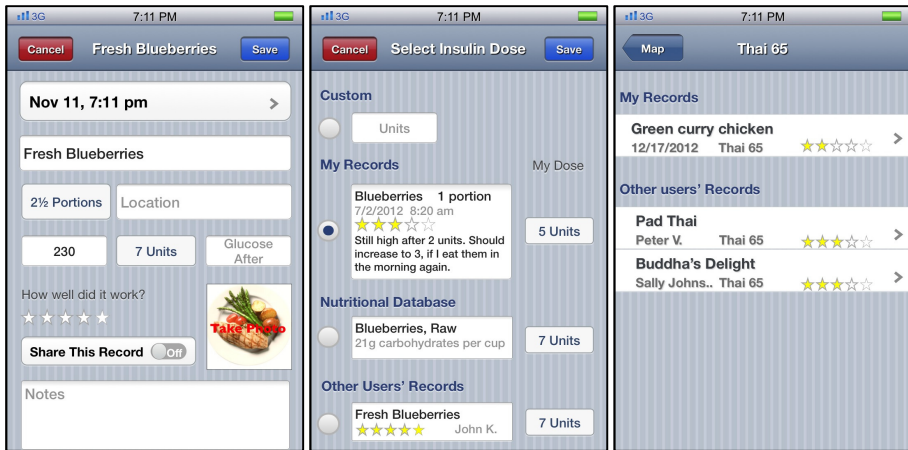 3G 7:11 PM
Cancel Fresh Blueberries Save
Nov 11, 7:11 pm
Fresh Blueberries
2½ Portions Location
230 7 Units Glucose After
How well did it work?
Take Photo
Share This Record Off
Notes
3G 7:11 PM
Cancel Select Insulin Dose Save
Custom
Units
My Records My Dose
Blueberries 1 portion
7/2/2012 8:20 am
Still high after 2 units. Should
increase to 3, if I eat them in
the morning again.
5 Units
Nutritional Database
Blueberries, Raw
21g carbohydrates per cup
7 Units
Other Users' Records
Fresh Blueberries
John K.
7 Units
3G 7:11 PM
Map Thai 65
My Records
Green curry chicken
12/17/2012 Thai 65
Other users' Records
Pad Thai
Peter V. Thai 65
Buddha's Delight
Sally Johns.. Thai 65